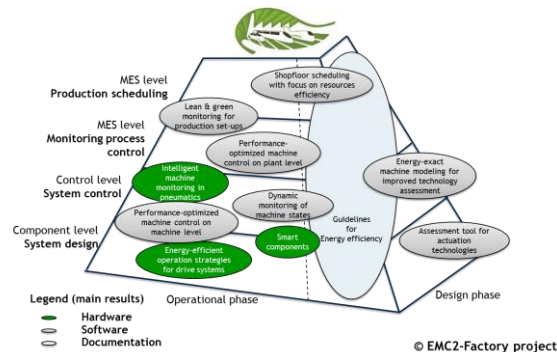 MES level
Production scheduling
Shopfloor scheduling
with focus on resources
efficiency
Lean & green
monitoring for
production set-ups
MES level
Monitoring process
control
Performance-
optimized machine
control on plant level
Energy-exact
machine modeling for
improved technology
assessment
Intelligent
machine
monitoring in
pneumatics
Control level
System control
Dynamic
monitoring of
machine states
Performance-optimized
machine control on
machine level
Guidelines
for
Energy efficiency
Component level
System design
Smart
components
Assessment tool for
actuation
technologies
Energy-efficient
operation strategies
for drive systems
Legend (main results)
Operational phase
Design phase
Hardware
Software
Documentation
© EMC2-Factory project